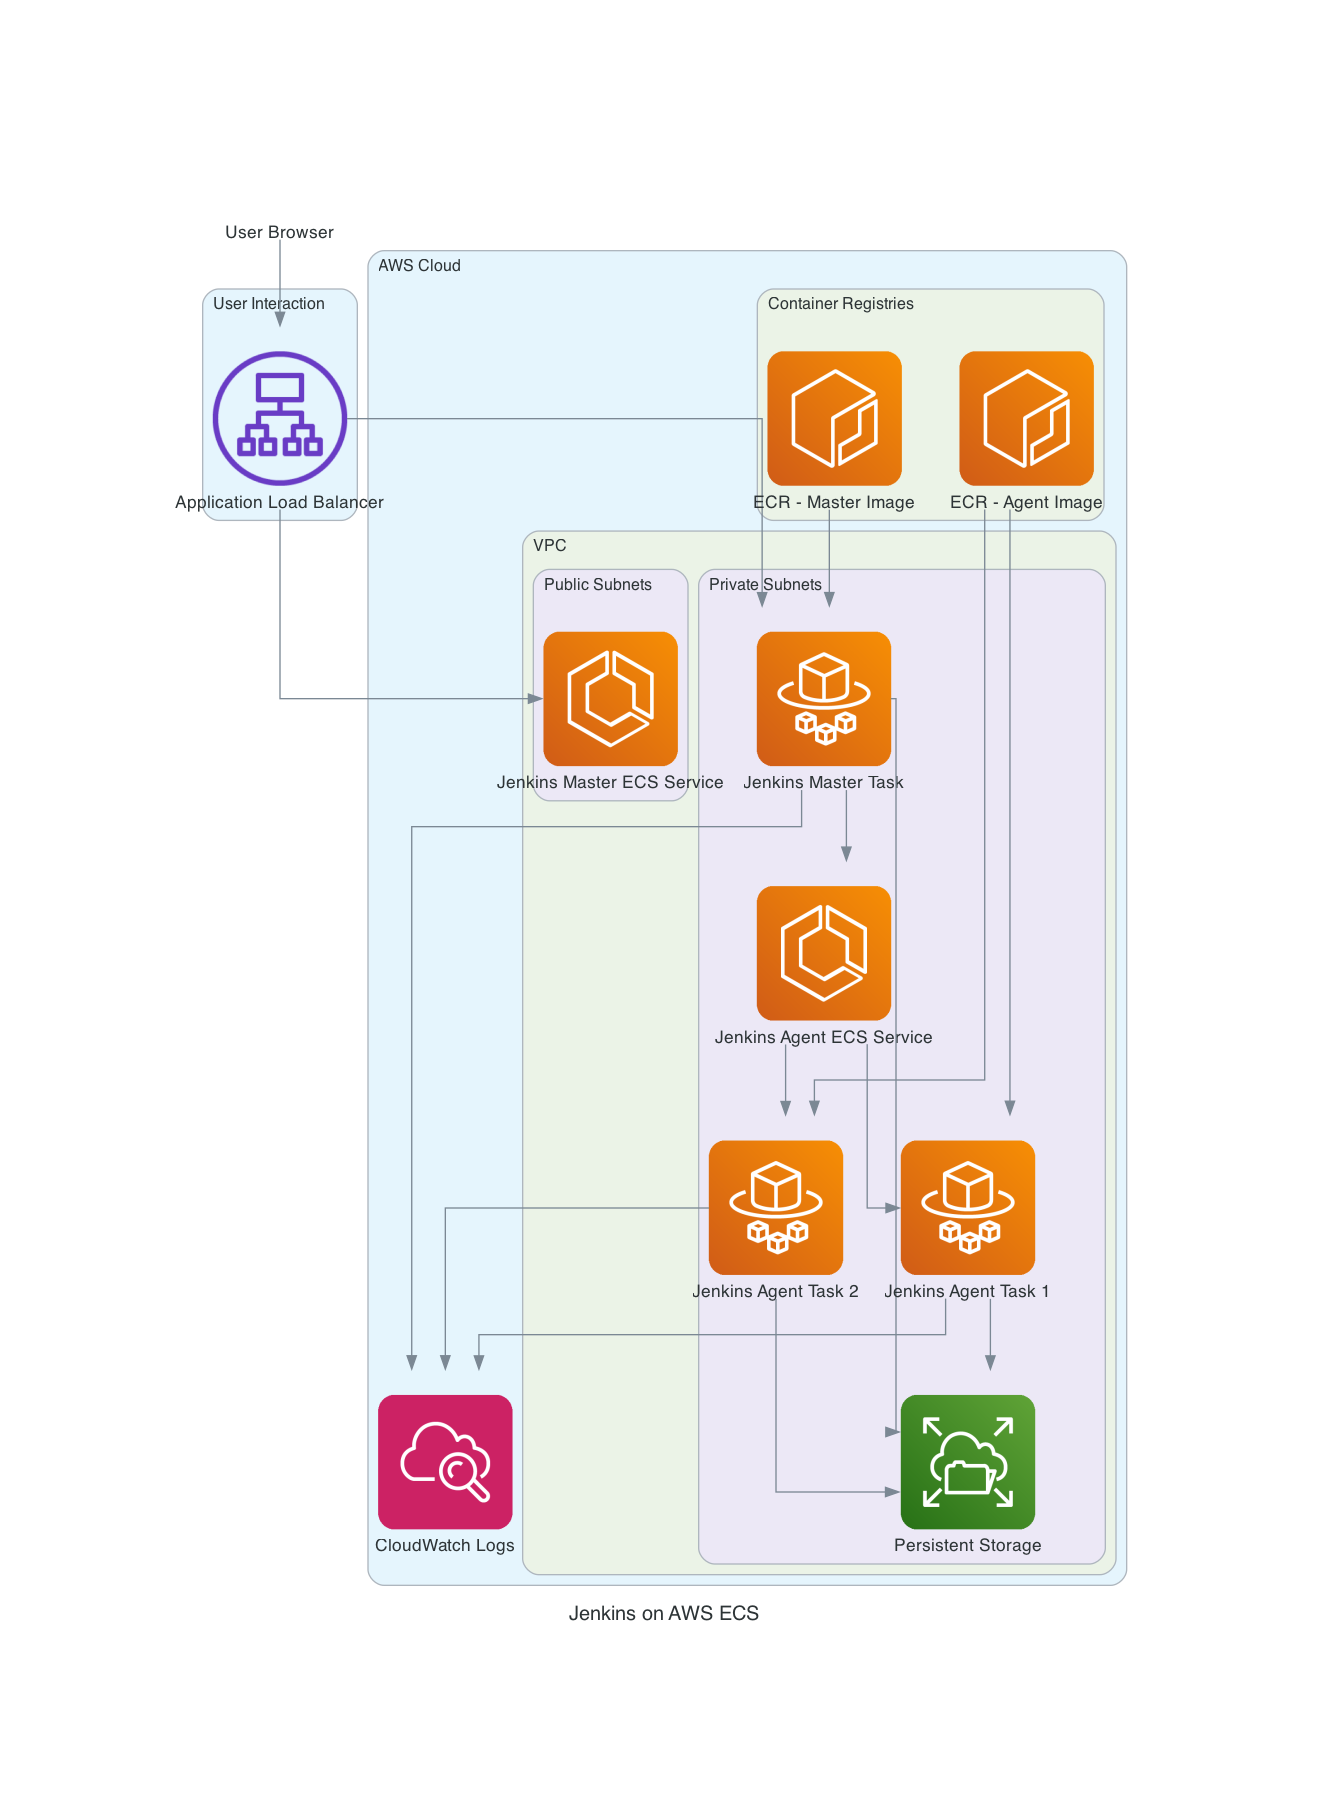 User Browser
AWS Cloud
User Interaction
Container Registries
Application Load Balancer
ECR - Master Image
ECR - Agent Image
VPC
Public Subnets
Private Subnets
Jenkins Master ECS Service
Jenkins Master Task
Jenkins Agent ECS Service
Jenkins Agent Task 2
Jenkins Agent Task 1
CloudWatch Logs
Persistent Storage
Jenkins on AWS ECS